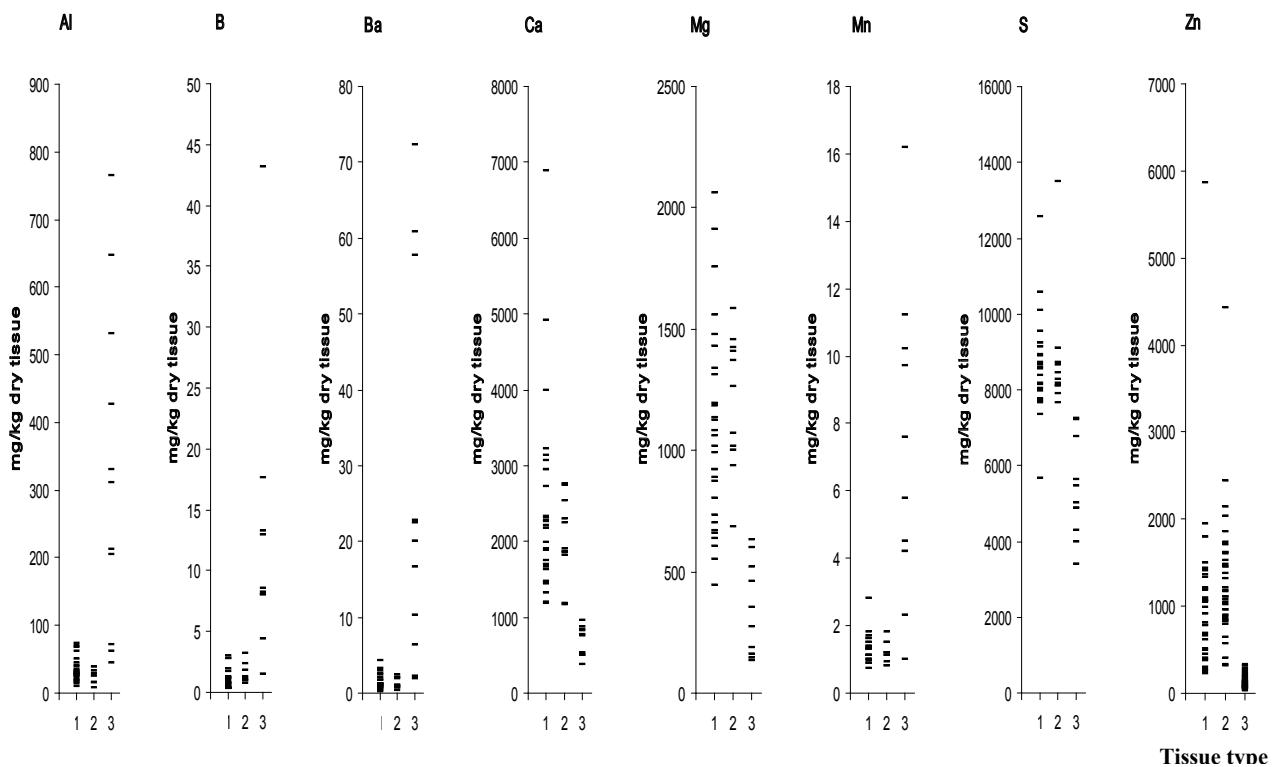 Al
900
800
700
600
500
400
300
200
100
0
mg/kg dry tissue
1 2 3
B
50
45
40
35
30
25
20
15
10
5
0
mg/kg dry tissue
1 2 3
Ba
80
70
60
50
40
30
20
10
0
mg/kg dry tissue
1 2 3
Ca
8000
7000
6000
5000
4000
3000
2000
1000
0
mg/kg dry tissue
1 2 3
Mg
2500
2000
1500
1000
500
0
mg/kg dry tissue
1 2 3
Mn
18
16
14
12
10
8
6
4
2
0
mg/kg dry tissue
1 2 3
S
16000
14000
12000
10000
8000
6000
4000
2000
0
mg/kg dry tissue
1 2 3
Zn
7000
6000
5000
4000
3000
2000
1000
0
mg/kg dry tissue
1 2 3
Tissue type